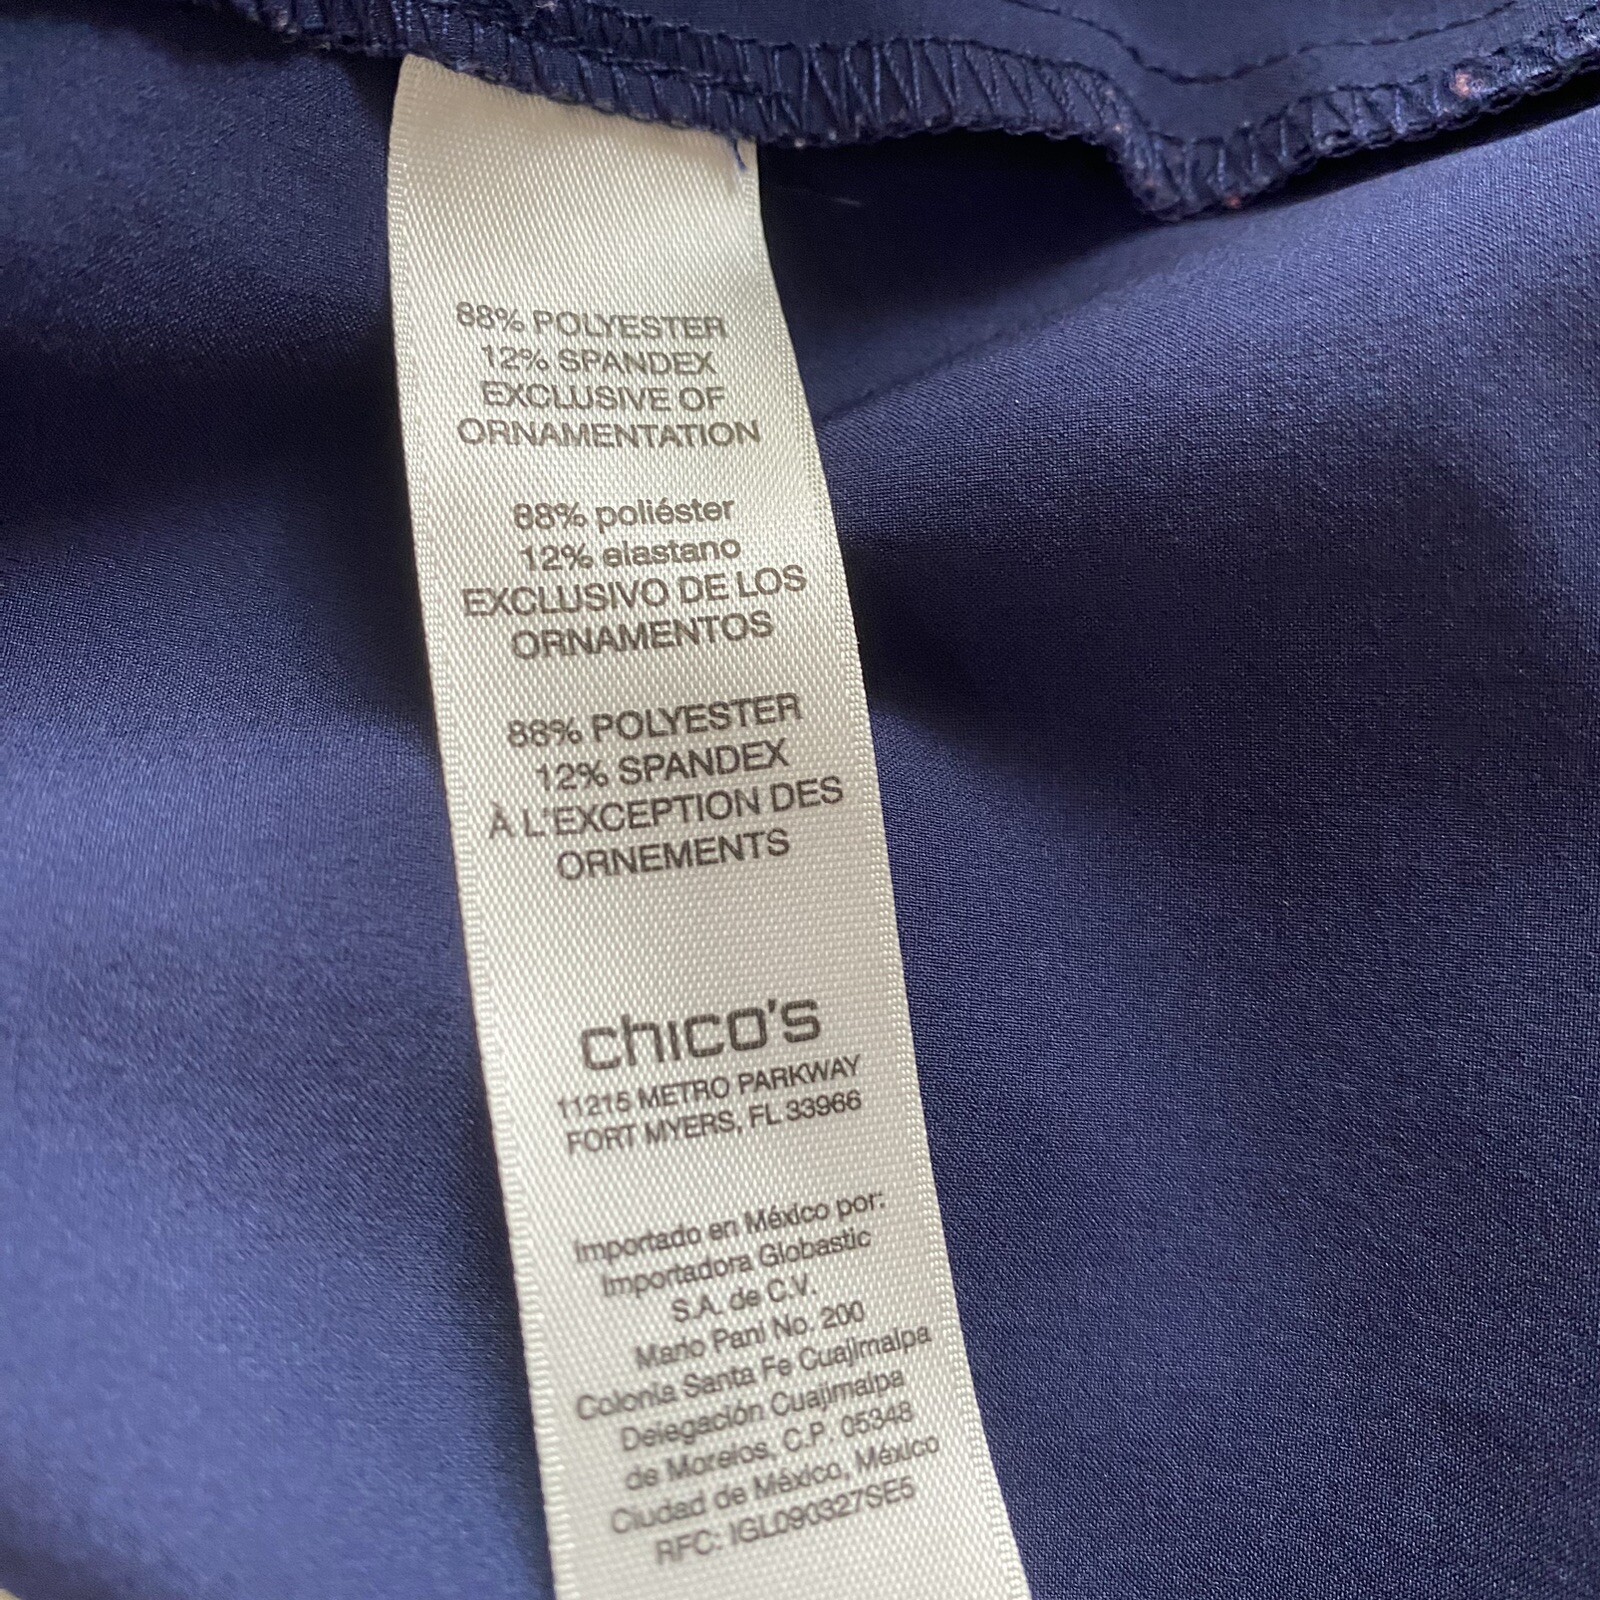 88% POLYESTER
12% SPANDEX
EXCLUSIVE OF
ORNAMENTATION
88% poliéster
12% elastano
EXCLUSIVO DE LOS
ORNAMENTOS
88% POLYESTER
12% SPANDEX
À L'EXCEPTION DES
ORNEMENTS
chico's
11215 METRO PARKWAY
FORT MYERS, FL 33966
Importado en México por:
Importadora Globastic
S.A. de C.V.
Mario Pani No. 200
Colonia Santa Fe Cuajimalpa
Delegación Cuajimalpa
de Morelos, C.P. 05348
Ciudad de México, México
RFC: IGL090327SE5